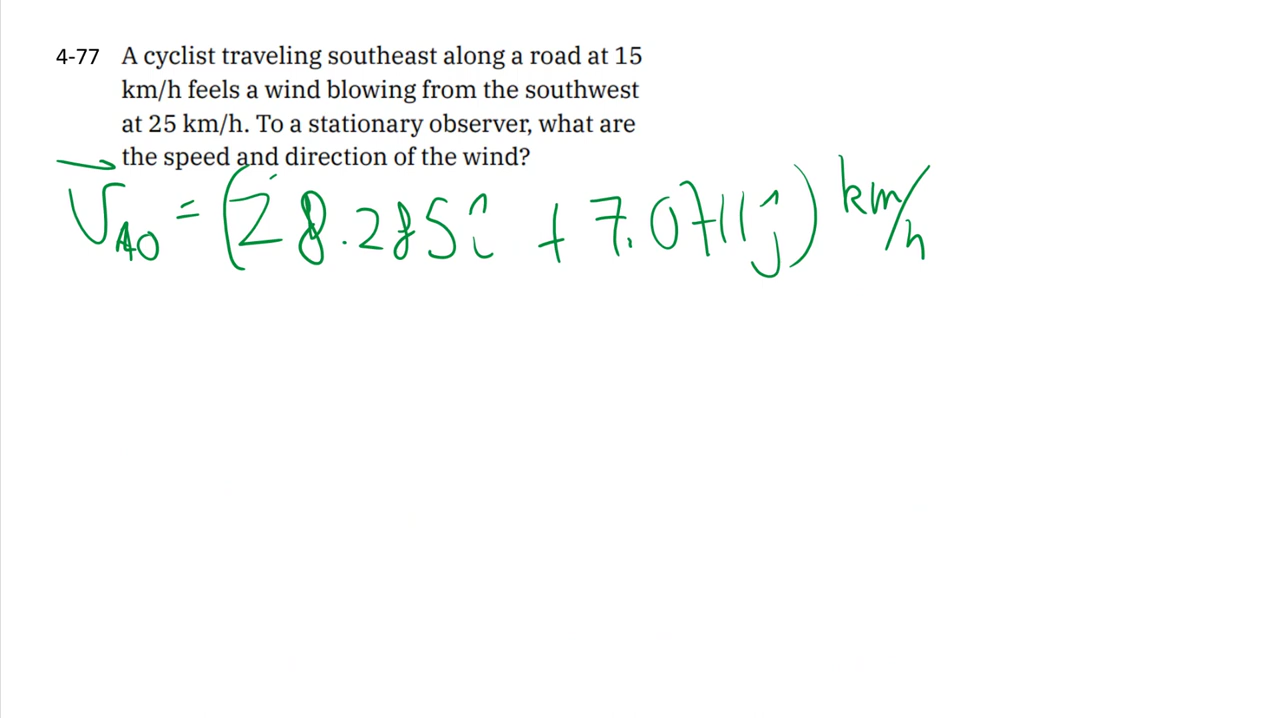 4-77 A cyclist traveling southeast along a road at 15
km/h feels a wind blowing from the southwest
at 25 km/h. To a stationary observer, what are
the speed and direction of the wind?
V⃗AO = (28.285î + 7.0711ĵ) km/h